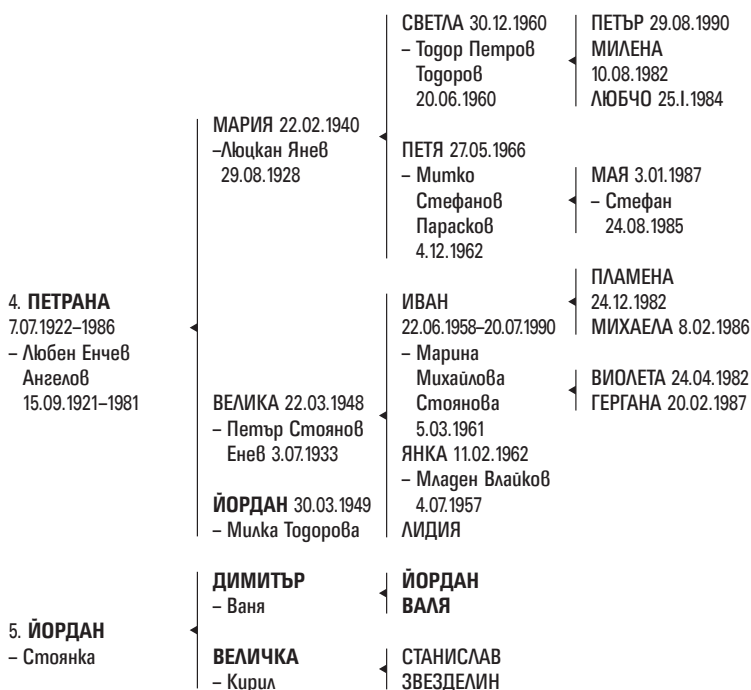 4. ПЕТРАНА
7.07.1922–1986
– Любен Енчев
Ангелов
15.09.1921–1981
МАРИЯ 22.02.1940
–Люцкан Янев
29.08.1928
ВЕЛИКА 22.03.1948
– Петър Стоянов
Енев 3.07.1933
ЙОРДАН 30.03.1949
– Милка Тодорова
СВЕТЛА 30.12.1960
– Тодор Петров
Тодоров
20.06.1960
ПЕТЯ 27.05.1966
– Митко
Стефанов
Парасков
4.12.1962
ИВАН
22.06.1958–20.07.1990
– Марина
Михайлова
Стоянова
5.03.1961
ЯНКА 11.02.1962
– Младен Влайков
4.07.1957
ЛИДИЯ
ПЕТЪР 29.08.1990
МИЛЕНА
10.08.1982
ЛЮБЧО 25.I.1984
МАЯ 3.01.1987
– Стефан
24.08.1985
ПЛАМЕНА
24.12.1982
МИХАЕЛА 8.02.1986
ВИОЛЕТА 24.04.1982
ГЕРГАНА 20.02.1987
5. ЙОРДАН
– Стоянка
ДИМИТЪР
– Ваня
ВЕЛИЧКА
– Кирил
ЙОРДАН
ВАЛЯ
СТАНИСЛАВ
ЗВЕЗДЕЛИН